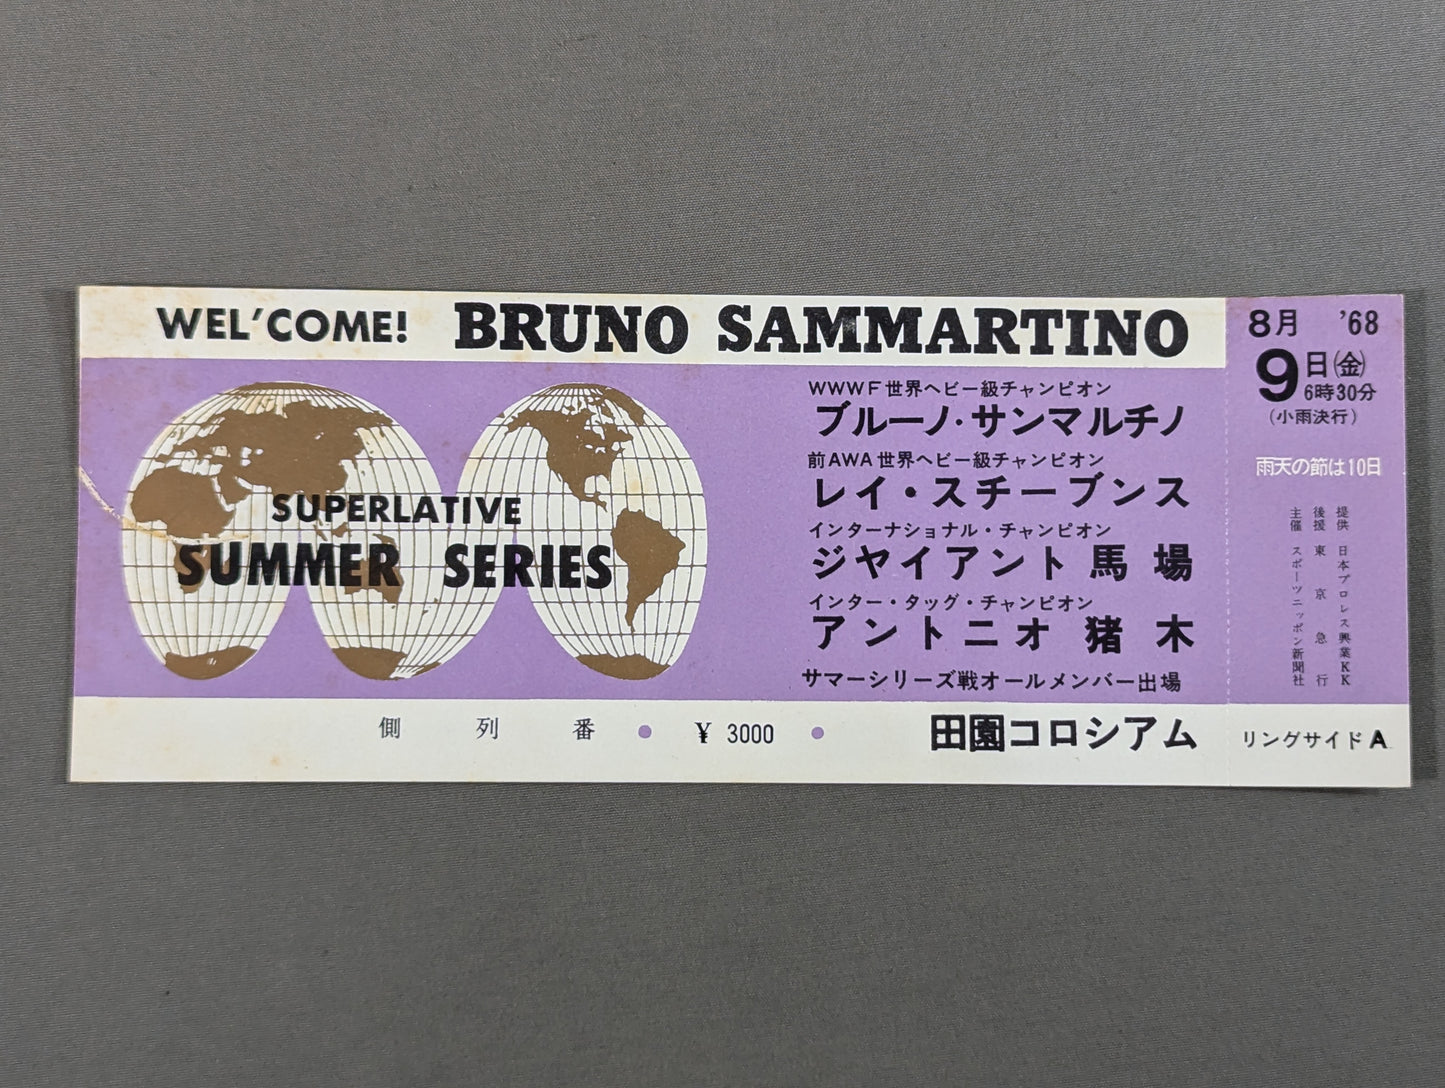 WEL'COME! BRUNO SAMMARTINO
SUPERLATIVE
SUMMER SERIES
WWWF世界ヘビー級チャンピオン
ブルーノ・サンマルチノ
前AWA世界ヘビー級チャンピオン
レイ・スチーブンス
インターナショナル・チャンピオン
ジヤイアント馬場
インター・タッグ・チャンピオン
アントニオ猪木
サマーシリーズ戦オールメンバー出場
側 列 番 • ¥ 3000 •
田園コロシアム
8月 '68
9日(金)
6時30分
(小雨決行)
雨天の節は10日
提供 日本プロレス興業KK
後援 東京急行
主催 スポーツニッポン新聞社
リングサイドA